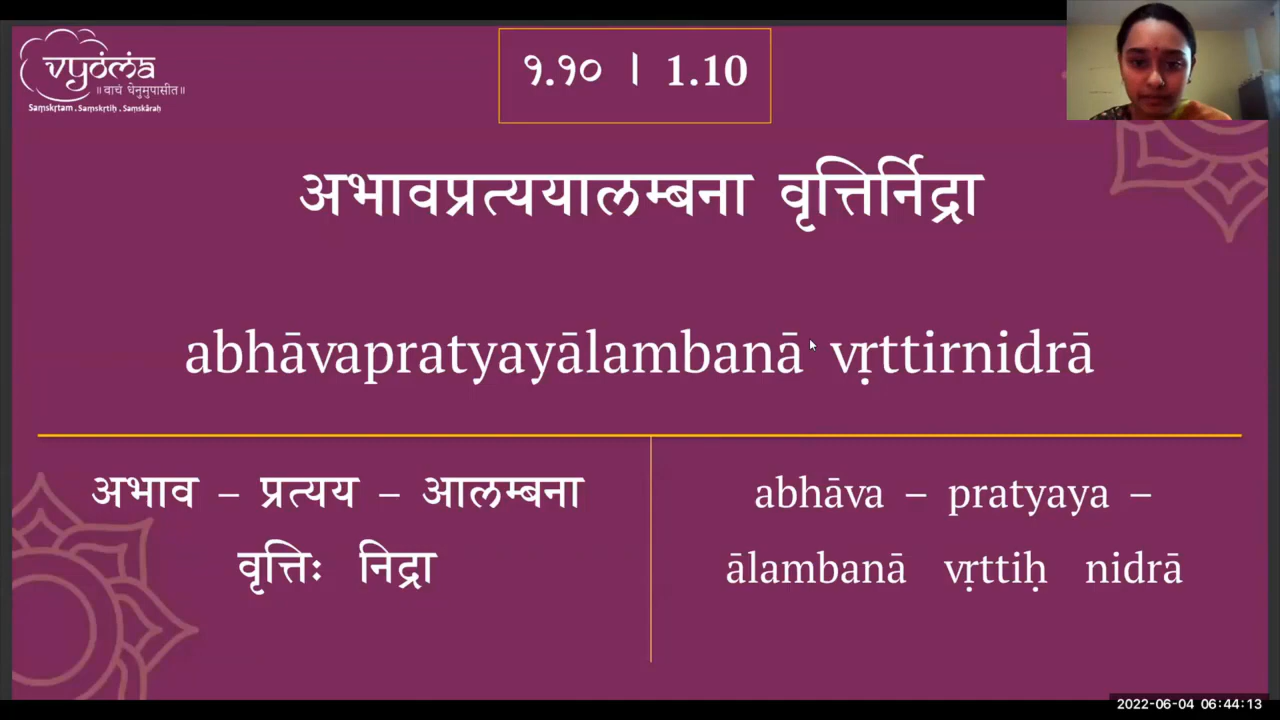 vyoma
॥ वाचं धेनुमुपासीत॥
Saṃskṛtam . Saṃskṛtiḥ . Saṃskāraḥ
१.१० । 1.10
अभावप्रत्ययालम्बना वृत्तिर्निद्रा
abhāvapratyayālambanā vṛttirnidrā
अभाव – प्रत्यय – आलम्बना
वृत्तिः निद्रा
abhāva – pratyaya –
ālambanā vṛttiḥ nidrā
2022-06-04 06:44:13